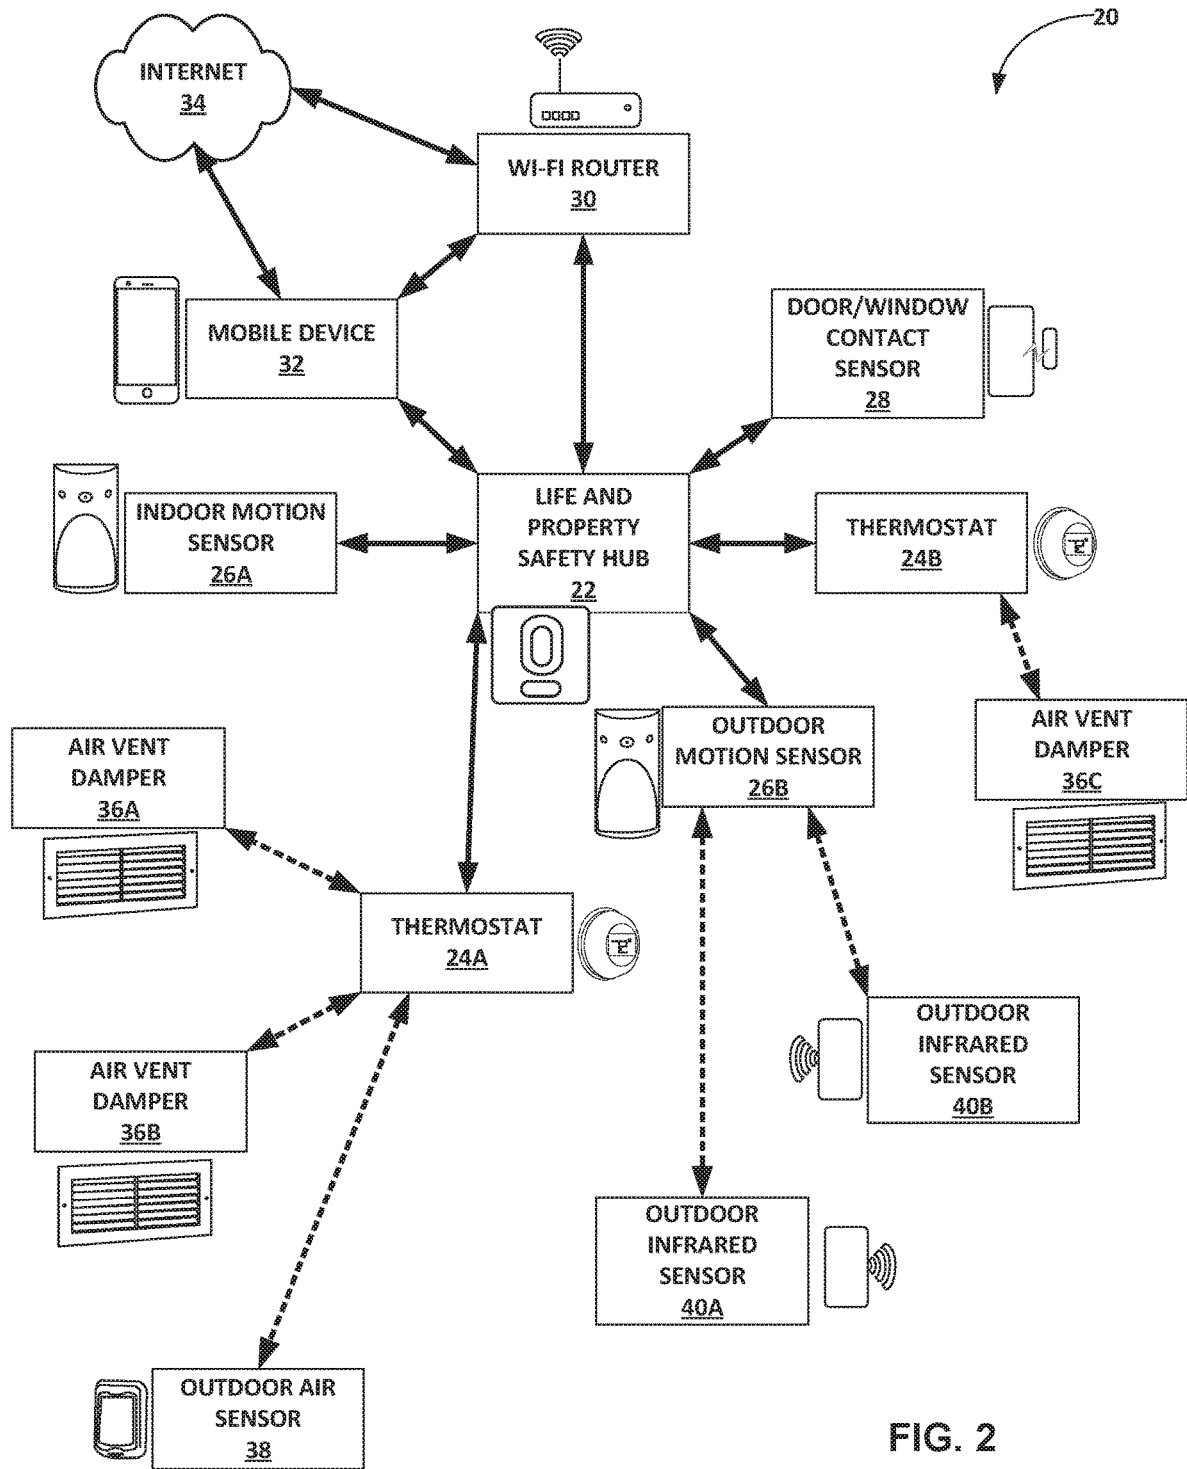 20
INTERNET
34
WI-FI ROUTER
30
MOBILE DEVICE
32
DOOR/WINDOW
CONTACT
SENSOR
28
INDOOR MOTION
SENSOR
26A
LIFE AND
PROPERTY
SAFETY HUB
22
THERMOSTAT
24B
AIR VENT
DAMPER
36A
OUTDOOR
MOTION SENSOR
26B
AIR VENT
DAMPER
36C
THERMOSTAT
24A
OUTDOOR
INFRARED
SENSOR
40B
AIR VENT
DAMPER
36B
OUTDOOR
INFRARED
SENSOR
40A
OUTDOOR AIR
SENSOR
38
FIG. 2